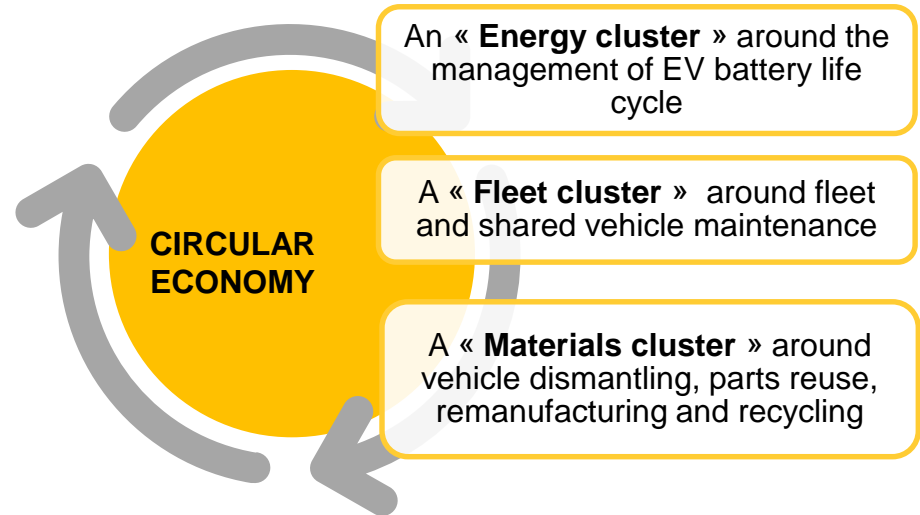 An « Energy cluster » around the
management of EV battery life
cycle
A « Fleet cluster » around fleet
and shared vehicle maintenance
CIRCULAR
ECONOMY
A « Materials cluster » around
vehicle dismantling, parts reuse,
remanufacturing and recycling